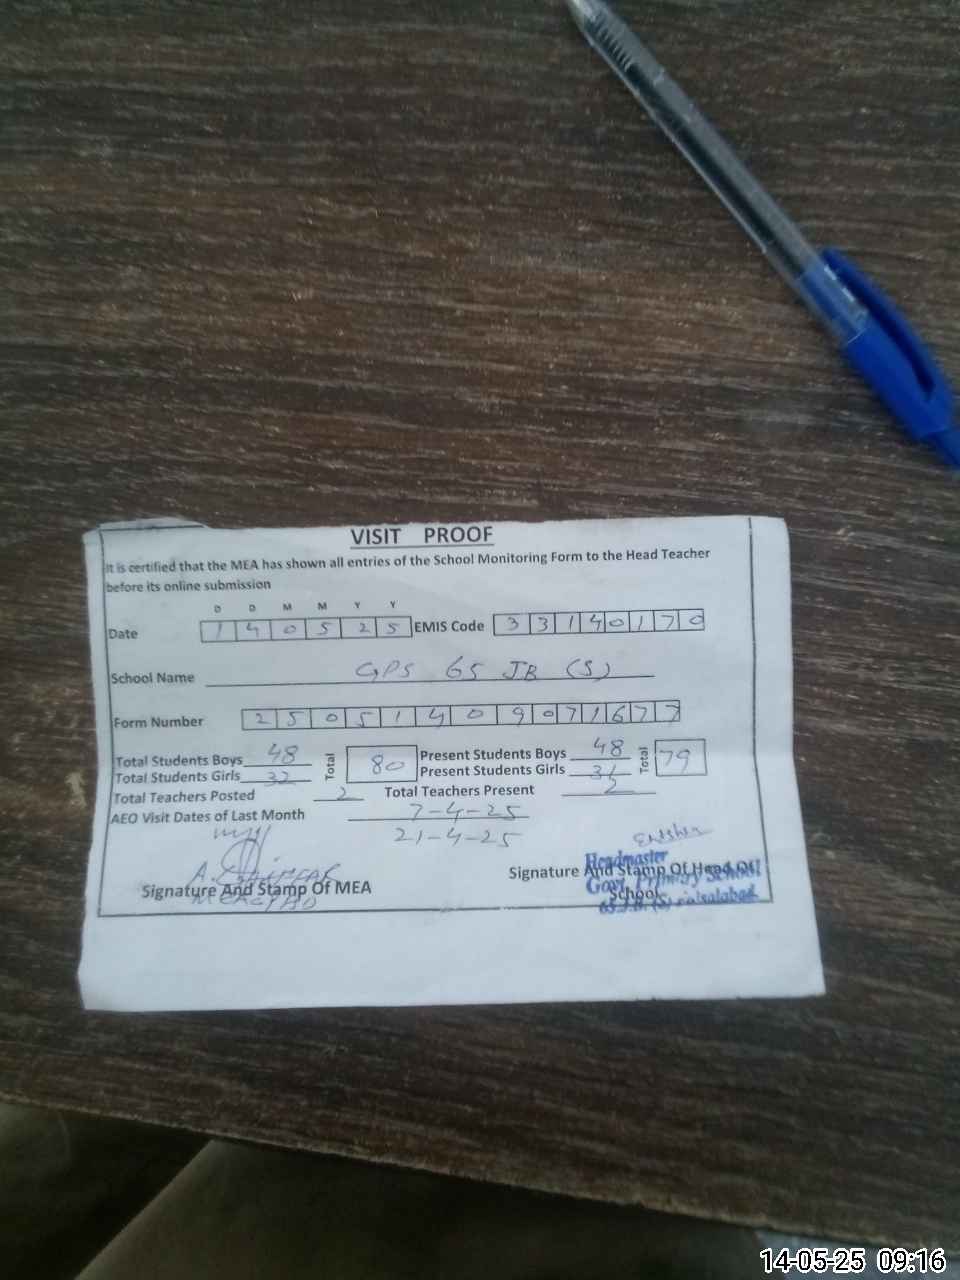 VISIT PROOF
It is certified that the MEA has shown all entries of the School Monitoring Form to the Head Teacher
before its online submission
D D M M Y Y
Date 1 4 0 5 2 5 EMIS Code 3 3 1 4 0 1 7 0
School Name GPS 65 JB (S)
Form Number 2 5 0 5 1 4 0 9 0 7 1 6 7 7
Total Students Boys 48 Total 80 Present Students Boys 48 Total 79
Total Students Girls 32 Present Students Girls 31
Total Teachers Posted 2 Total Teachers Present 2
AEO Visit Dates of Last Month 7-4-25
21-4-25
Signature And Stamp Of MEA
Signature And Stamp Of Head Of
School
Headmaster
Govt. Primary School
65 J.B. (S) Faisalabad
14-05-25 09:16